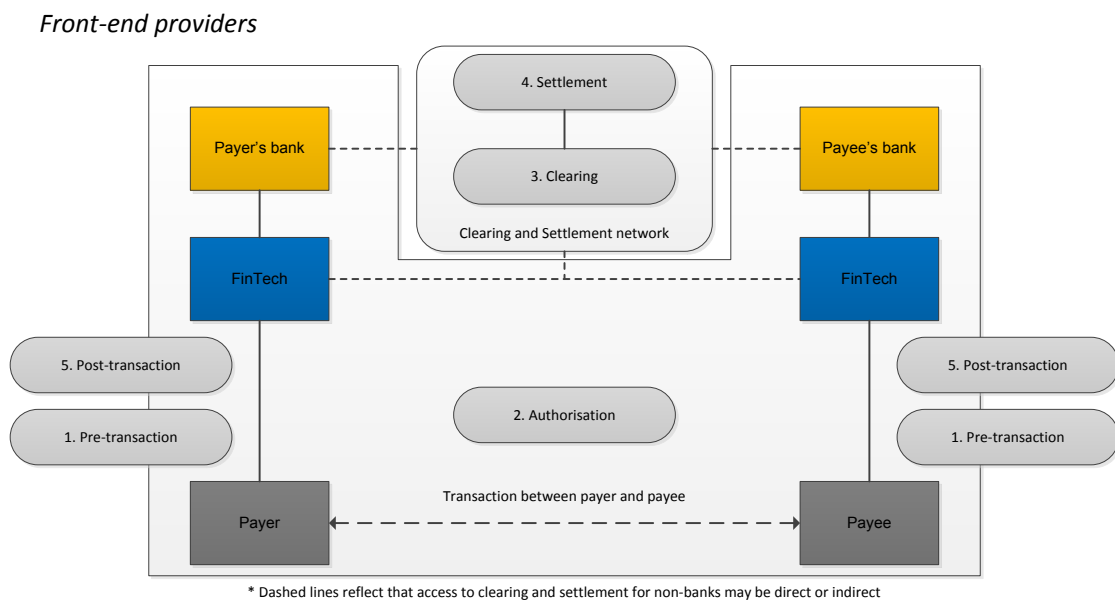 Front-end providers
4. Settlement
Payer's bank
Payee's bank
3. Clearing
Clearing and Settlement network
FinTech
FinTech
5. Post-transaction
5. Post-transaction
2. Authorisation
1. Pre-transaction
1. Pre-transaction
Transaction between payer and payee
Payer
Payee
* Dashed lines reflect that access to clearing and settlement for non-banks may be direct or indirect